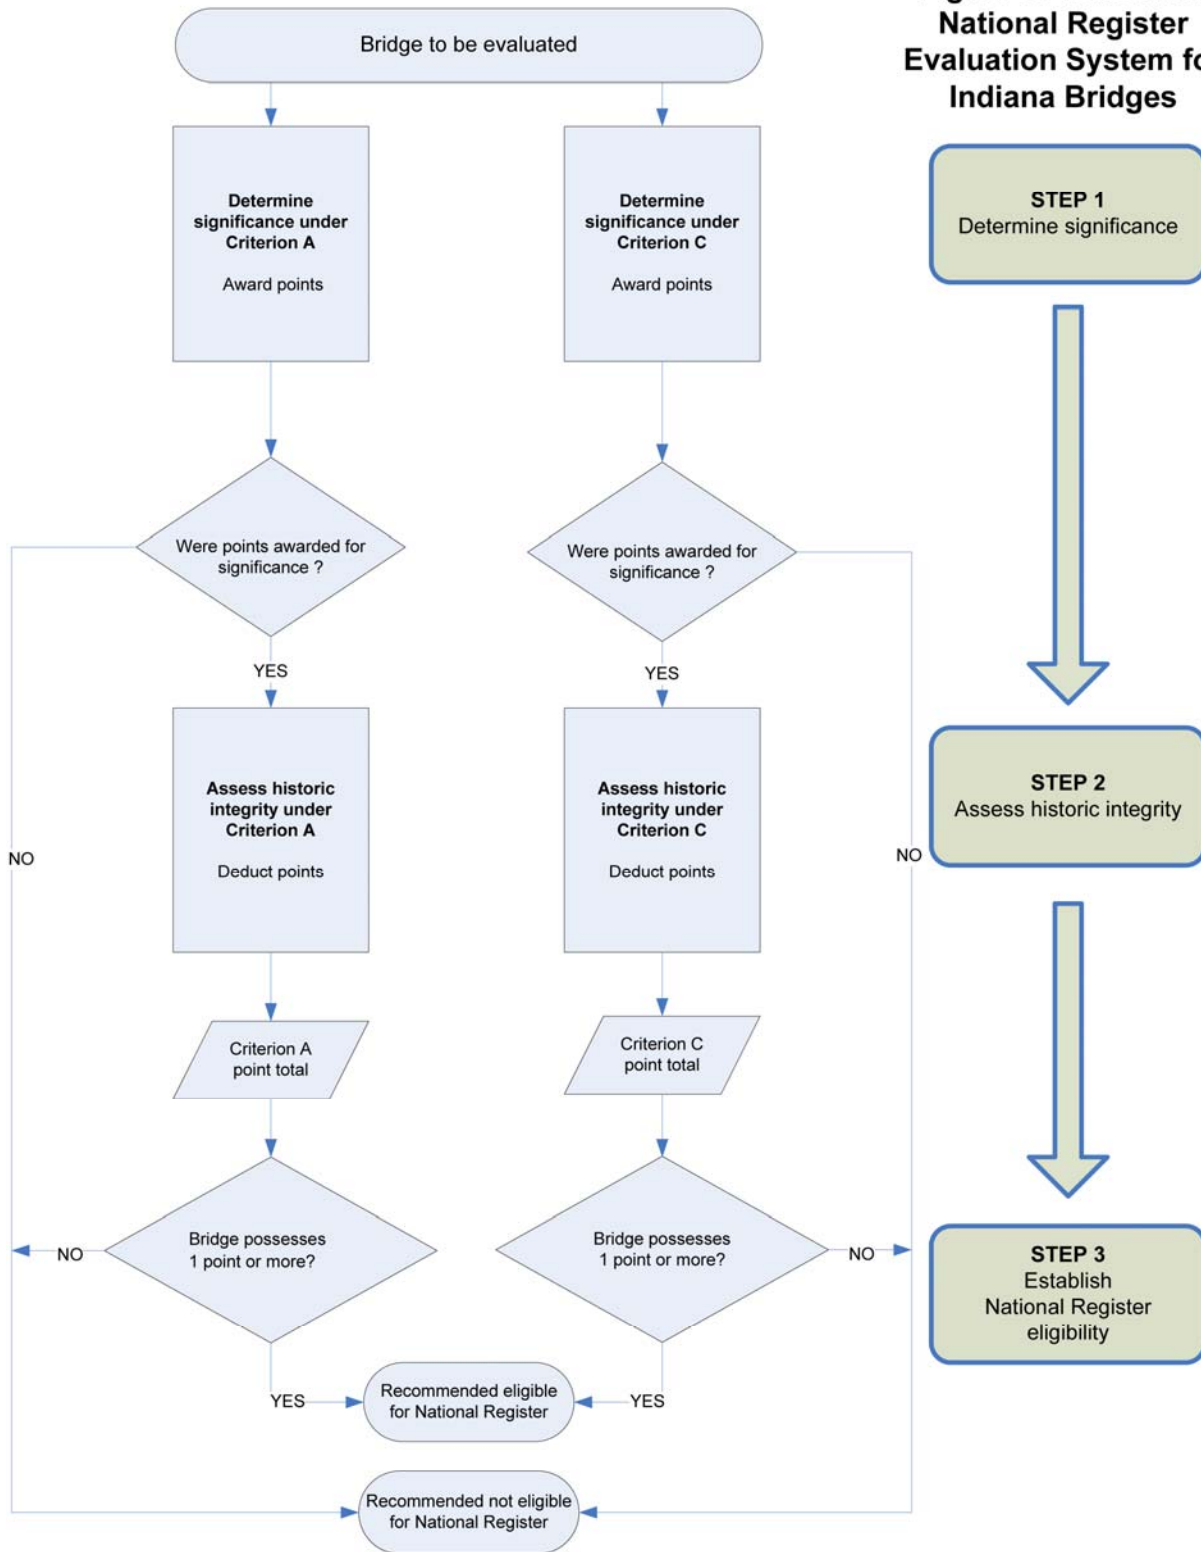 Bridge to be evaluated
National Register
Evaluation System
Indiana Bridges
Determine
significance under
Criterion A
Award points
Determine
significance under
Criterion C
Award points
STEP 1
Determine significance
Were points awarded for
significance ?
Were points awarded for
significance ?
YES
YES
Assess historic
integrity under
Criterion A
Deduct points
Assess historic
integrity under
Criterion C
Deduct points
STEP 2
Assess historic integrity
NO
NO
Criterion A
point total
Criterion C
point total
Bridge possesses
1 point or more?
Bridge possesses
1 point or more?
NO
NO
STEP 3
Establish
National Register
eligibility
YES
YES
Recommended eligible
for National Register
Recommended not eligible
for National Register